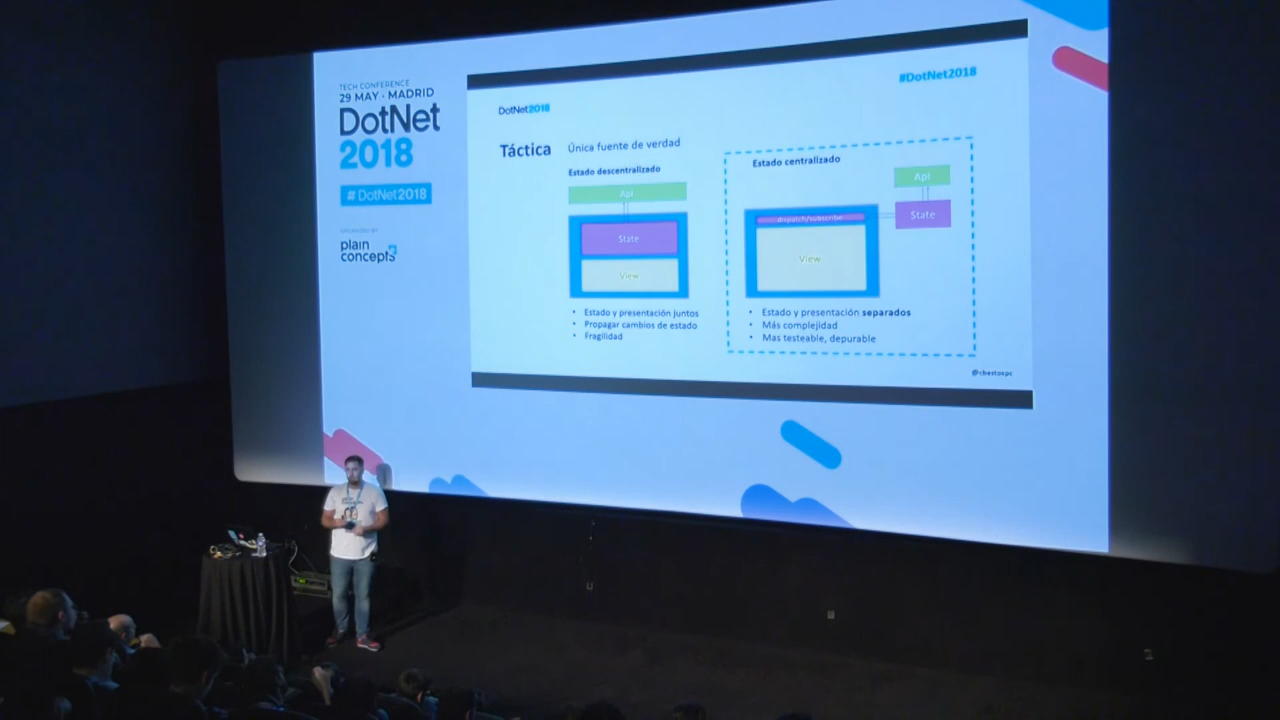 TECH CONFERENCE
29 MAY · MADRID
DotNet
2018
# DotNet2018
SPONSORED BY
plain
concepts
#DotNet2018
DotNet2018
Táctica
Única fuente de verdad
Estado descentralizado
Api
State
View
• Estado y presentación juntos
• Propagar cambios de estado
• Fragilidad
Estado centralizado
Api
State
dispatch/subscribe
View
• Estado y presentación separados
• Más complejidad
• Mas testeable, depurable